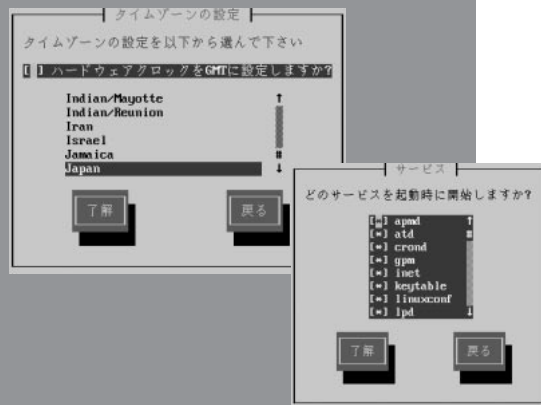 タイムゾーンの設定
タイムゾーンの設定を以下から選んで下さい
[ ] ハードウェアクロックをGMTに設定しますか?
Indian/Mayotte
Indian/Reunion
Iran
Israel
Jamaica
Japan
了解
戻る
サービス
どのサービスを起動時に開始しますか?
[*] apmd
[*] atd
[*] crond
[*] gpm
[*] inet
[*] keytable
[*] linuxconf
[*] lpd
了解
戻る